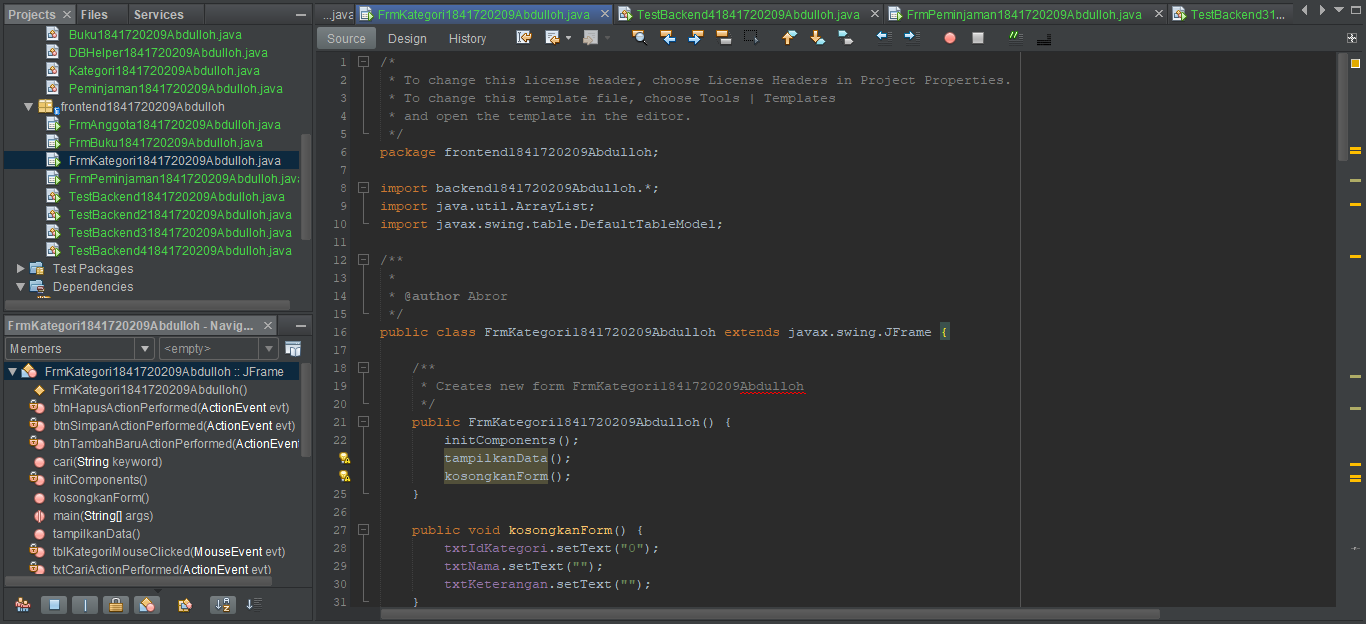 Projects
Files
Services
Buku1841720209Abdulloh.java
DBHelper1841720209Abdulloh.java
Kategori1841720209Abdulloh.java
Peminjaman1841720209Abdulloh.java
frontend1841720209Abdulloh
FrmAnggota1841720209Abdulloh.java
FrmBuku1841720209Abdulloh.java
FrmKategori1841720209Abdulloh.java
FrmPeminjaman1841720209Abdulloh.jav
TestBackend1841720209Abdulloh.java
TestBackend21841720209Abdulloh.java
TestBackend31841720209Abdulloh.java
TestBackend41841720209Abdulloh.java
Test Packages
Dependencies
FrmKategori1841720209Abdulloh - Navig...
Members
<empty>
FrmKategori1841720209Abdulloh :: JFrame
FrmKategori1841720209Abdulloh()
btnHapusActionPerformed(ActionEvent evt)
btnSimpanActionPerformed(ActionEvent evt)
btnTambahBaruActionPerformed(ActionEvent
cari(String keyword)
initComponents()
kosongkanForm()
main(String[] args)
tampilkanData()
tblKategoriMouseClicked(MouseEvent evt)
txtCariActionPerformed(ActionEvent evt)
...java
FrmKategori1841720209Abdulloh.java
TestBackend41841720209Abdulloh.java
FrmPeminjaman1841720209Abdulloh.java
TestBackend31...
Source
Design
History
1 /*
2 * To change this license header, choose License Headers in Project Properties.
3 * To change this template file, choose Tools | Templates
4 * and open the template in the editor.
5 */
6 package frontend1841720209Abdulloh;
7
8 import backend1841720209Abdulloh.*;
9 import java.util.ArrayList;
10 import javax.swing.table.DefaultTableModel;
11
12 /**
13 *
14 * @author Abror
15 */
16 public class FrmKategori1841720209Abdulloh extends javax.swing.JFrame {
17
18 /**
19 * Creates new form FrmKategori1841720209Abdulloh
20 */
21 public FrmKategori1841720209Abdulloh() {
22 initComponents();
tampilkanData();
kosongkanForm();
25 }
26
27 public void kosongkanForm() {
28 txtIdKategori.setText("0");
29 txtNama.setText("");
30 txtKeterangan.setText("");
31 }